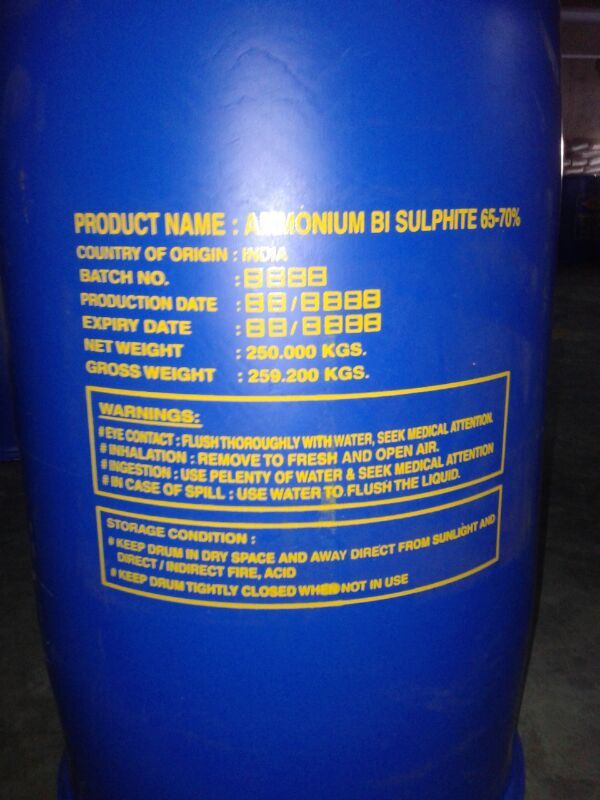 PRODUCT NAME : AMMONIUM BI SULPHITE 65-70%
COUNTRY OF ORIGIN : INDIA
BATCH NO. : 8888
PRODUCTION DATE : 88/8888
EXPIRY DATE : 88/8888
NET WEIGHT : 250.000 KGS.
GROSS WEIGHT : 259.200 KGS.
WARNINGS:
# EYE CONTACT : FLUSH THOROUGHLY WITH WATER, SEEK MEDICAL ATTENTION.
# INHALATION : REMOVE TO FRESH AND OPEN AIR.
# INGESTION : USE PELENTY OF WATER & SEEK MEDICAL ATTENTION
# IN CASE OF SPILL : USE WATER TO FLUSH THE LIQUID.
STORAGE CONDITION :
# KEEP DRUM IN DRY SPACE AND AWAY DIRECT FROM SUNLIGHT AND
DIRECT / INDIRECT FIRE, ACID
# KEEP DRUM TIGHTLY CLOSED WHEN NOT IN USE